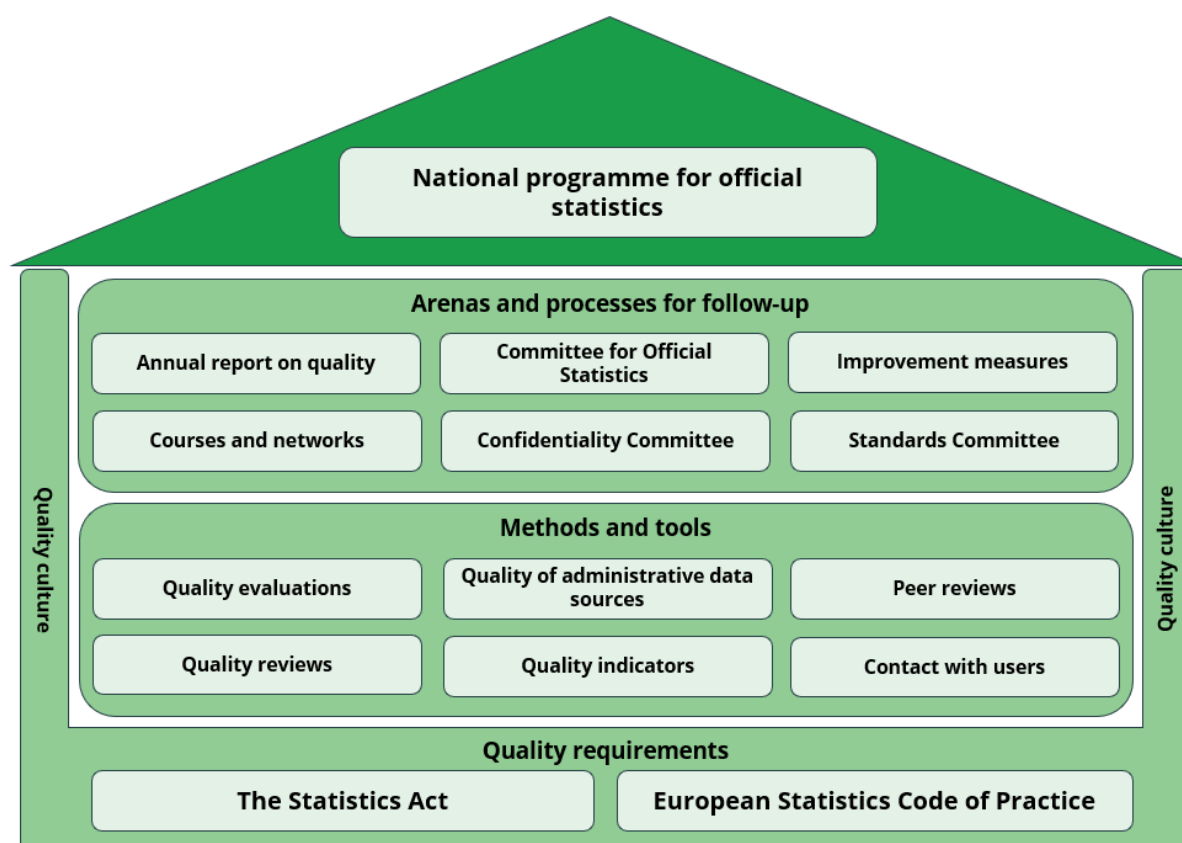 National programme for official
statistics
Arenas and processes for follow-up
Annual report on quality
Committee for Official
Statistics
Improvement measures
Courses and networks
Confidentiality Committee
Standards Committee
Quality culture
Quality culture
Methods and tools
Quality evaluations
Quality of administrative data
sources
Peer reviews
Quality reviews
Quality indicators
Contact with users
Quality requirements
The Statistics Act
European Statistics Code of Practice